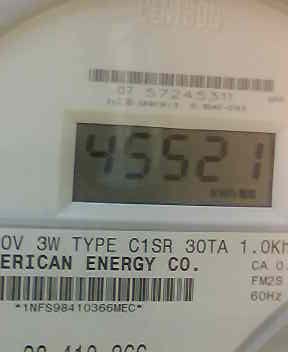 07 57245311
45521
0V 3W TYPE C1SR 30TA 1.0Kh
ERICAN ENERGY CO.
CA 0.
FM2S
60Hz
*1NFS98410366MEC*